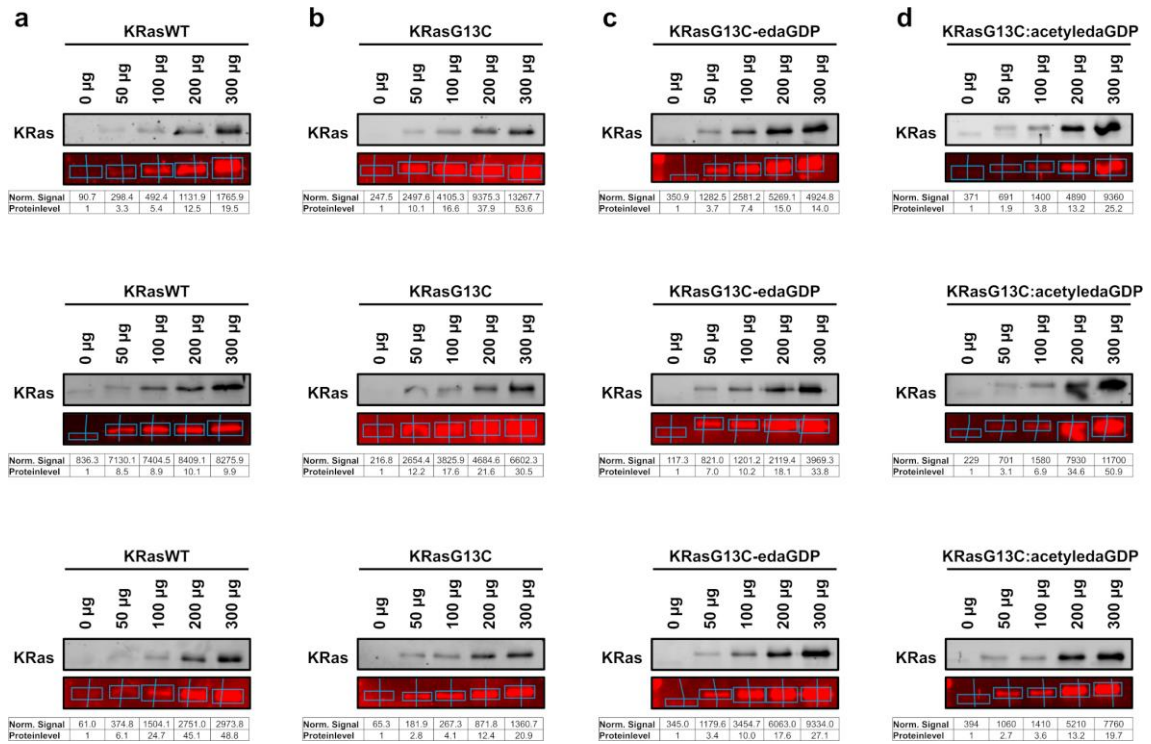 a b c d
KRasWT KRasG13C KRasG13C-edaGDP KRasG13C:acetyledaGDP
0 µg 50 µg 100 µg 200 µg 300 µg 0 µg 50 µg 100 µg 200 µg 300 µg 0 µg 50 µg 100 µg 200 µg 300 µg 0 µg 50 µg 100 µg 200 µg 300 µg
KRas KRas KRas KRas
Norm. Signal 90.7 298.4 492.4 1131.9 1765.9 Norm. Signal 247.5 2497.6 4105.3 9375.3 13267.7 Norm. Signal 350.9 1282.5 2581.2 5269.1 4924.8 Norm. Signal 371 691 1400 4890 9360
Proteinlevel 1 3.3 5.4 12.5 19.5 Proteinlevel 1 10.1 16.6 37.9 53.6 Proteinlevel 1 3.7 7.4 15.0 14.0 Proteinlevel 1 1.9 3.8 13.2 25.2
KRasWT KRasG13C KRasG13C-edaGDP KRasG13C:acetyledaGDP
0 µg 50 µg 100 µg 200 µg 300 µg 0 µg 50 µg 100 µg 200 µg 300 µg 0 µg 50 µg 100 µg 200 µg 300 µg 0 µg 50 µg 100 µg 200 µg 300 µg
KRas KRas KRas KRas
Norm. Signal 836.3 7130.1 7404.5 8409.1 8275.9 Norm. Signal 216.8 2654.4 3825.9 4684.6 6602.3 Norm. Signal 117.3 821.0 1201.2 2119.4 3969.3 Norm. Signal 229 701 1580 7930 11700
Proteinlevel 1 8.5 8.9 10.1 9.9 Proteinlevel 1 12.2 17.6 21.6 30.5 Proteinlevel 1 7.0 10.2 18.1 33.8 Proteinlevel 1 3.1 6.9 34.6 50.9
KRasWT KRasG13C KRasG13C-edaGDP KRasG13C:acetyledaGDP
0 µg 50 µg 100 µg 200 µg 300 µg 0 µg 50 µg 100 µg 200 µg 300 µg 0 µg 50 µg 100 µg 200 µg 300 µg 0 µg 50 µg 100 µg 200 µg 300 µg
KRas KRas KRas KRas
Norm. Signal 61.0 374.8 1504.1 2751.0 2973.8 Norm. Signal 65.3 181.9 267.3 871.8 1360.7 Norm. Signal 345.0 1179.6 3454.7 6063.0 9334.0 Norm. Signal 394 1060 1410 5210 7760
Proteinlevel 1 6.1 24.7 45.1 48.8 Proteinlevel 1 2.8 4.1 12.4 20.9 Proteinlevel 1 3.4 10.0 17.6 27.1 Proteinlevel 1 2.7 3.6 13.2 19.7